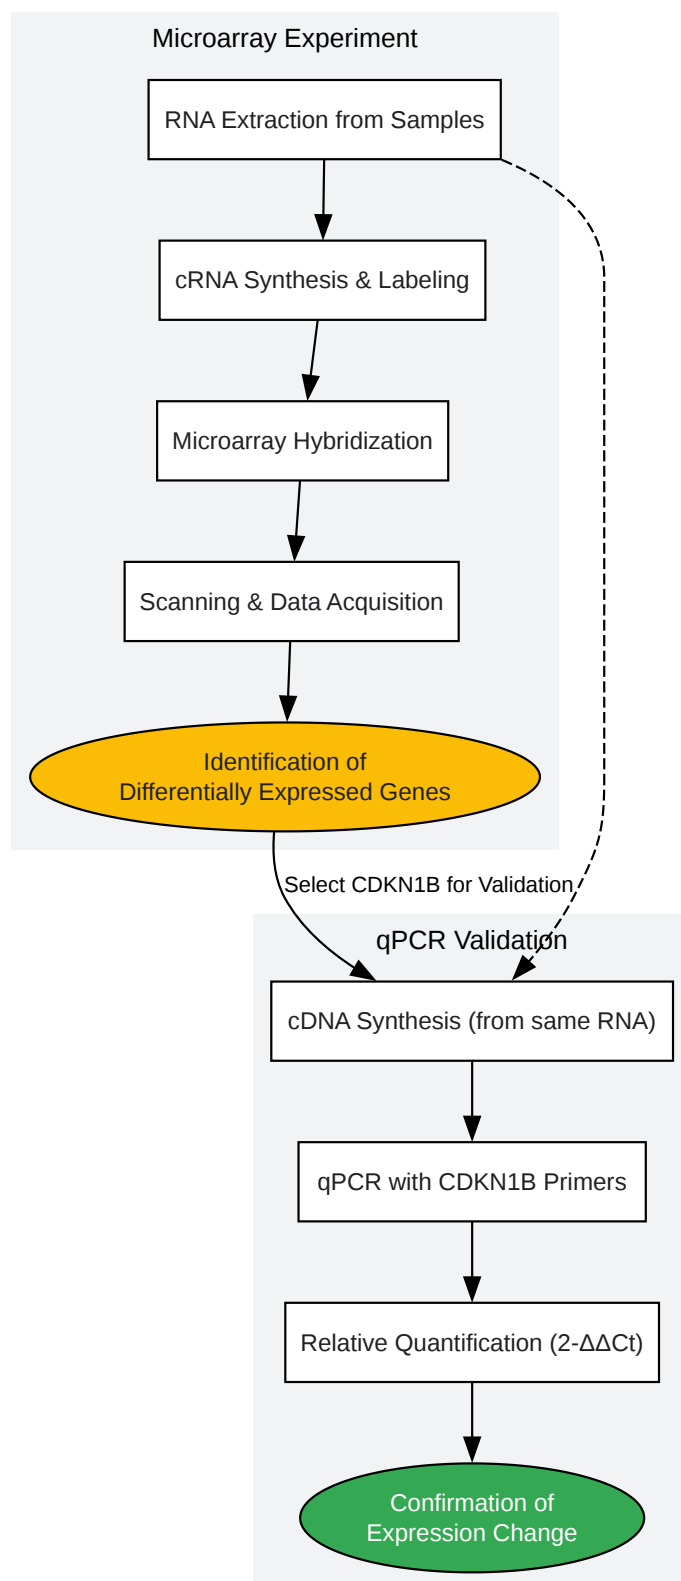 Microarray Experiment
RNA Extraction from Samples
cRNA Synthesis & Labeling
Microarray Hybridization
Scanning & Data Acquisition
Identification of
Differentially Expressed Genes
Select CDKN1B for Validation
qPCR Validation
cDNA Synthesis (from same RNA)
qPCR with CDKN1B Primers
Relative Quantification (2-ΔΔCt)
Confirmation of
Expression Change